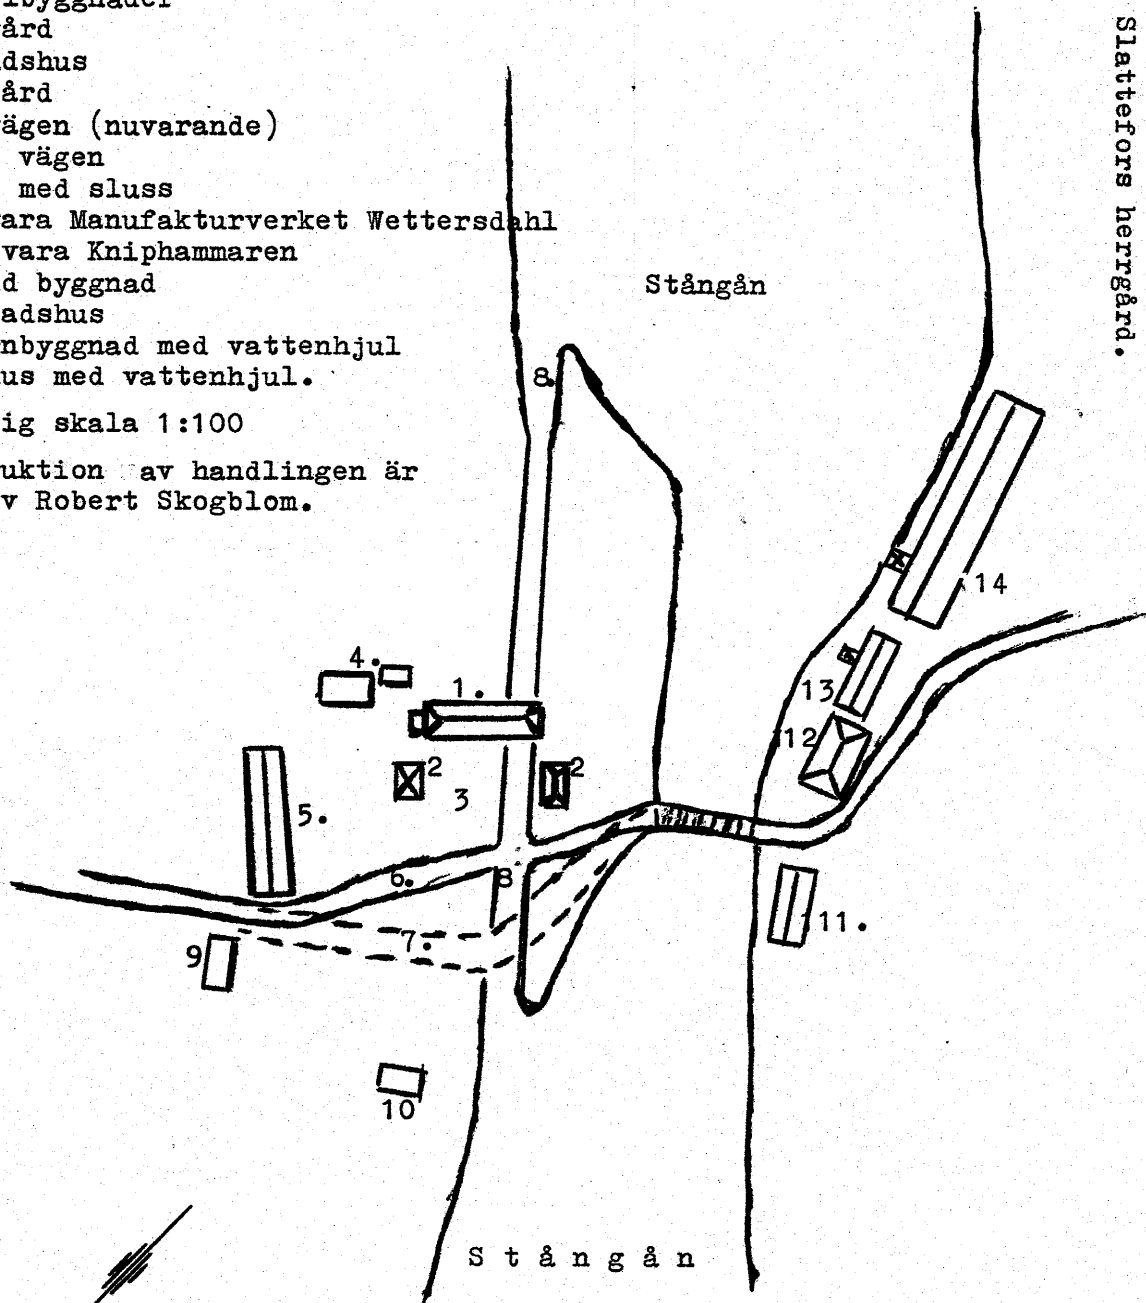 ård
dshus
ård
ägen (nuvarande)
vägen
med sluss
ara Manufakturverket Wettersdahl
vara Kniphammaren
d byggnad
adshus
nbyggnad med vattenhjul
us med vattenhjul.
ig skala 1:100
uktion av handlingen är
v Robert Skogblom.
Slattefors herrgård.
Stångån
8.
14
4.
1.
13
12
2
2
3
5.
6.
8
7.
11.
9
10
Stångån